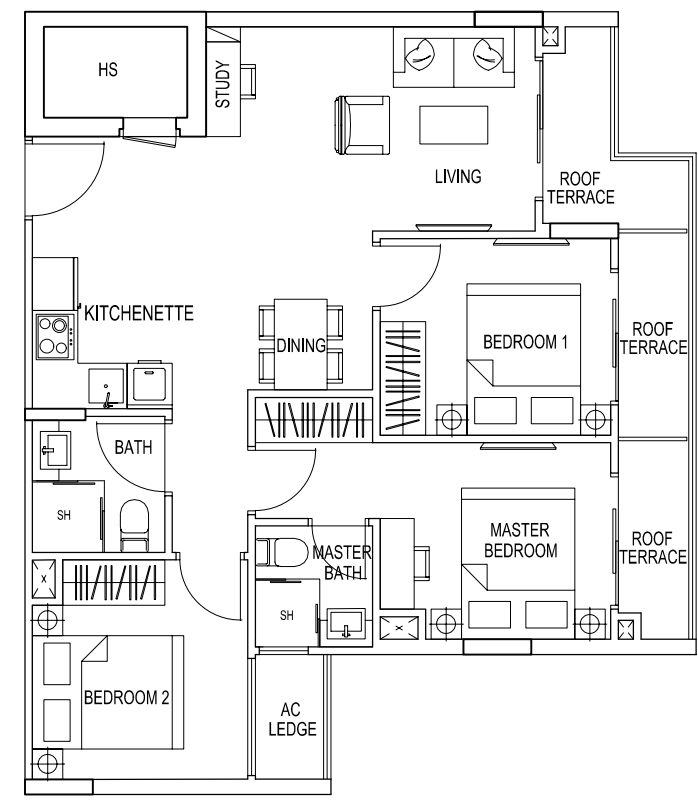 HS
STUDY
LIVING
ROOF
TERRACE
KITCHENETTE
DINING
BEDROOM 1
ROOF
TERRACE
BATH
SH
MASTER
BEDROOM
ROOF
TERRACE
MASTER
BATH
x
SH
x
BEDROOM 2
AC
LEDGE